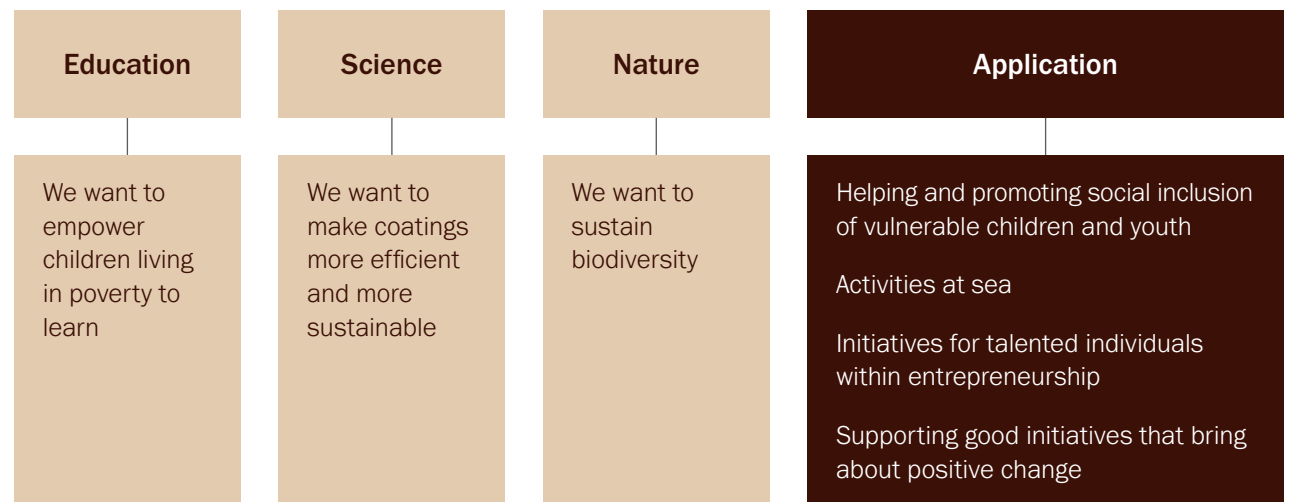 Education
We want to
empower
children living
in poverty to
learn
Science
We want to
make coatings
more efficient
and more
sustainable
Nature
We want to
sustain
biodiversity
Application
Helping and promoting social inclusion
of vulnerable children and youth
Activities at sea
Initiatives for talented individuals
within entrepreneurship
Supporting good initiatives that bring
about positive change